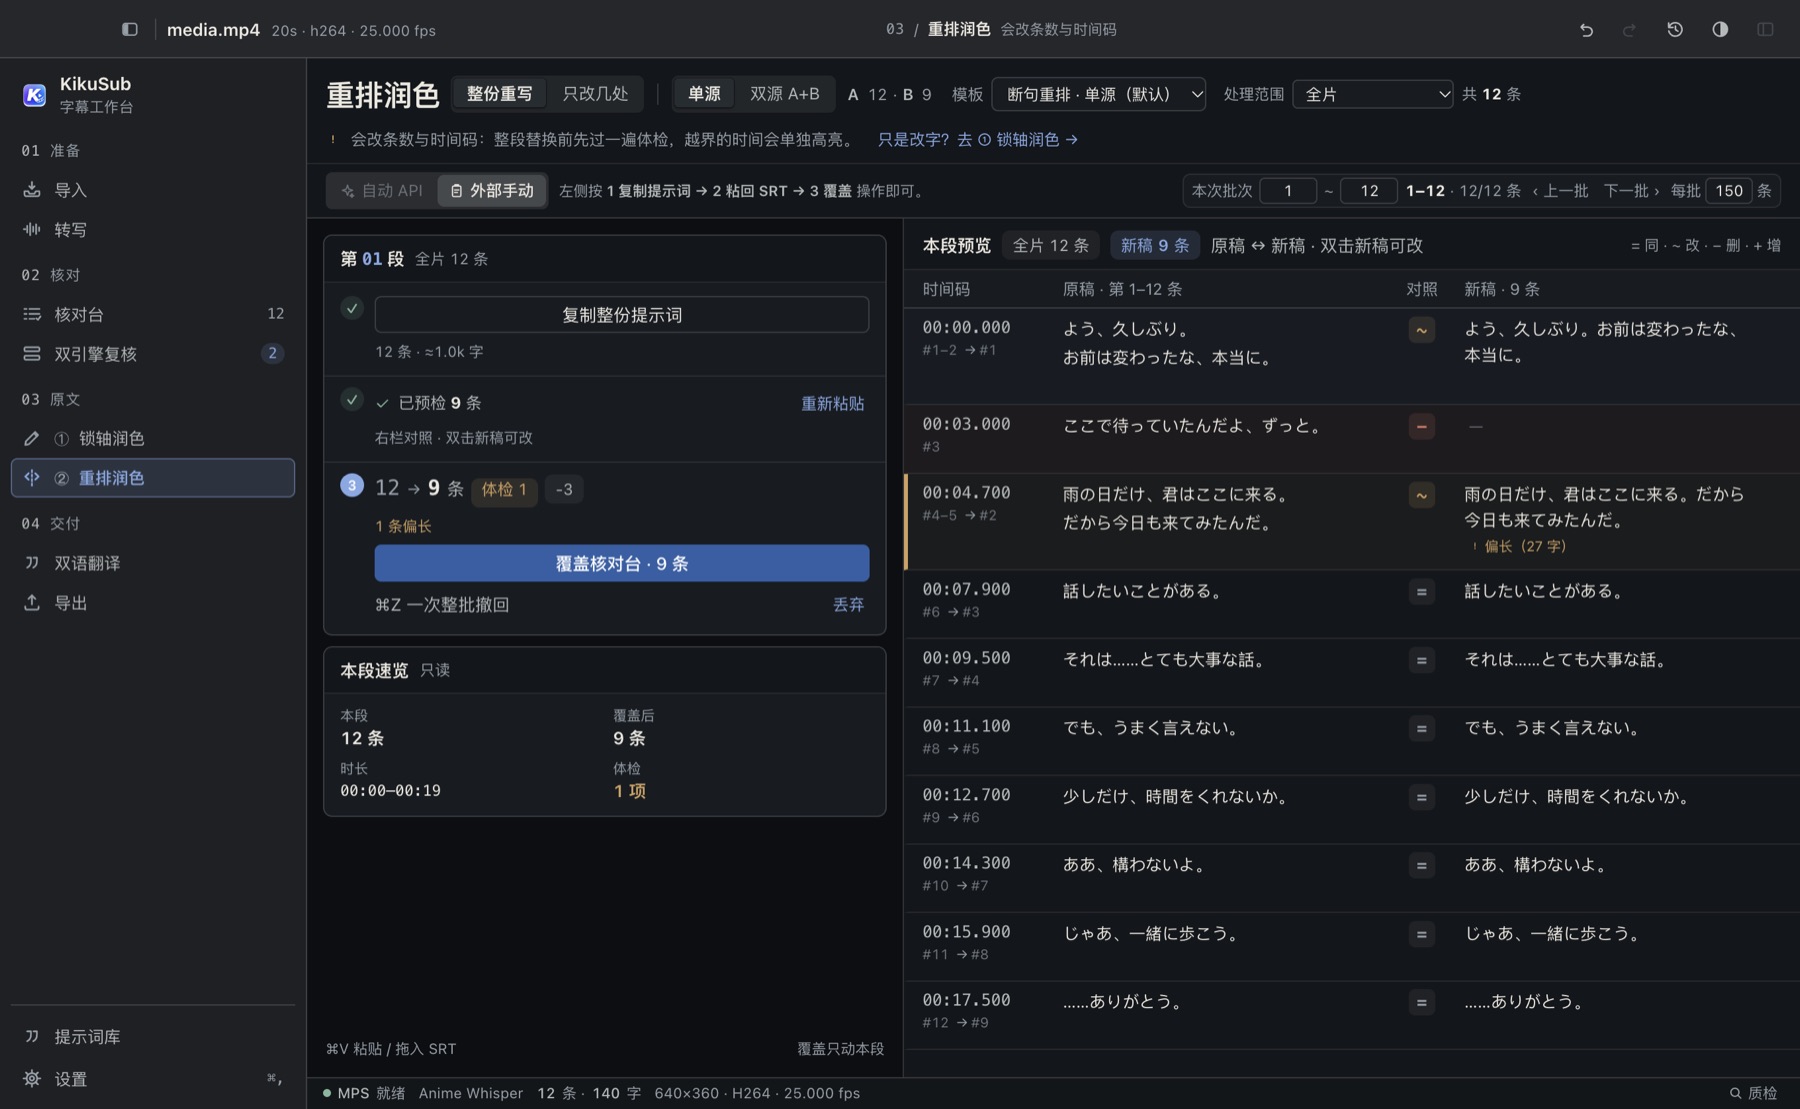 media.mp4 20s · h264 · 25.000 fps
03 / 重排润色 会改条数与时间码
KikuSub
字幕工作台
01 准备
导入
转写
02 核对
核对台 12
双引擎复核 2
03 原文
① 锁轴润色
② 重排润色
04 交付
双语翻译
导出
提示词库
设置 ⌘,
重排润色 整份重写 只改几处 单源 双源 A+B A 12 · B 9 模板 断句重排 · 单源（默认） 处理范围 全片 共 12 条
! 会改条数与时间码：整段替换前先过一遍体检，越界的时间会单独高亮。 只是改字？去 ① 锁轴润色 →
自动 API 外部手动 左侧按 1 复制提示词 → 2 粘回 SRT → 3 覆盖 操作即可。 本次批次 1 ~ 12 1–12 · 12/12 条 ‹ 上一批 下一批 › 每批 150 条
第 01 段 全片 12 条
复制整份提示词
12 条 · ≈1.0k 字
✓ 已预检 9 条 重新粘贴
右栏对照 · 双击新稿可改
3 12 → 9 条 体检 1 -3
1 条偏长
覆盖核对台 · 9 条
⌘Z 一次整批撤回 丢弃
本段速览 只读
本段 覆盖后
12 条 9 条
时长 体检
00:00–00:19 1 项
⌘V 粘贴 / 拖入 SRT 覆盖只动本段
本段预览 全片 12 条 新稿 9 条 原稿 ↔ 新稿 · 双击新稿可改 = 同 · ~ 改 · − 删 · + 增
时间码 原稿 · 第 1–12 条 对照 新稿 · 9 条
00:00.000 よう、久しぶり。 ~ よう、久しぶり。お前は変わったな、
#1–2 →#1 お前は変わったな、本当に。 本当に。
00:03.000 ここで待っていたんだよ、ずっと。 − —
#3
00:04.700 雨の日だけ、君はここに来る。 ~ 雨の日だけ、君はここに来る。だから
#4–5 →#2 だから今日も来てみたんだ。 今日も来てみたんだ。
! 偏长（27 字）
00:07.900 話したいことがある。 = 話したいことがある。
#6 →#3
00:09.500 それは……とても大事な話。 = それは……とても大事な話。
#7 →#4
00:11.100 でも、うまく言えない。 = でも、うまく言えない。
#8 →#5
00:12.700 少しだけ、時間をくれないか。 = 少しだけ、時間をくれないか。
#9 →#6
00:14.300 ああ、構わないよ。 = ああ、構わないよ。
#10 →#7
00:15.900 じゃあ、一緒に歩こう。 = じゃあ、一緒に歩こう。
#11 →#8
00:17.500 ……ありがとう。 = ……ありがとう。
#12 →#9
MPS 就绪 Anime Whisper 12 条 · 140 字 640×360 · H264 · 25.000 fps 质检